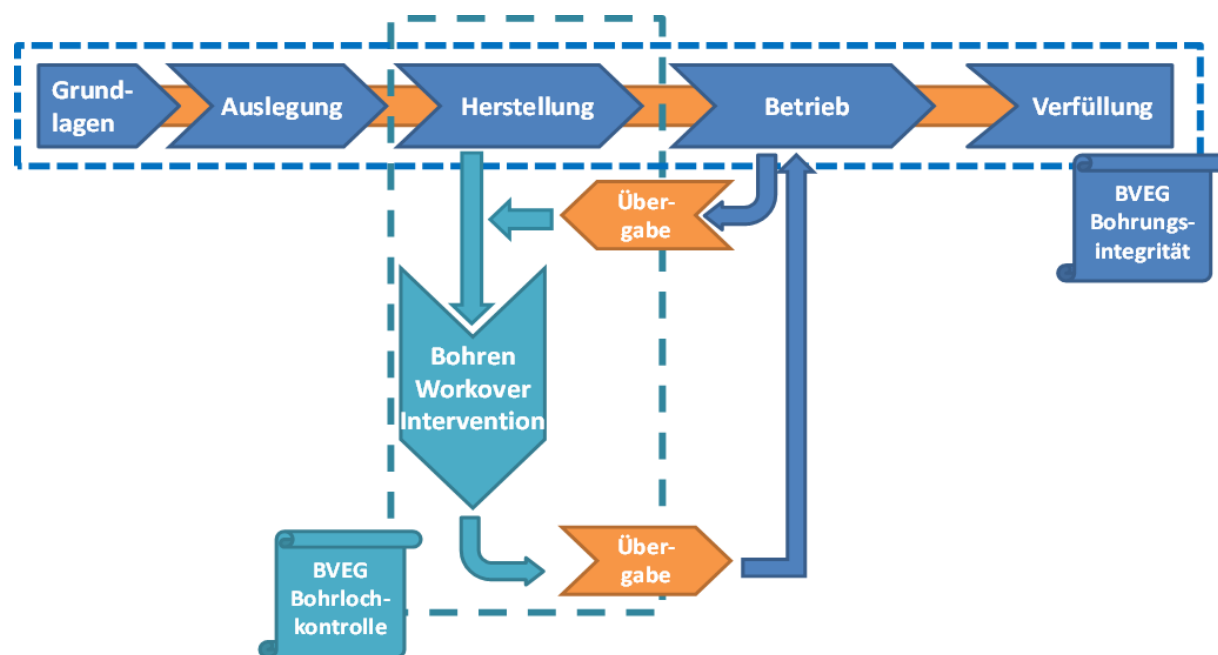 Grund-
lagen
Auslegung
Herstellung
Betrieb
Verfüllung
Über-
gabe
BVEG
Bohrungs-
integrität
Bohren
Workover
Intervention
Über-
gabe
BVEG
Bohrloch-
kontrolle